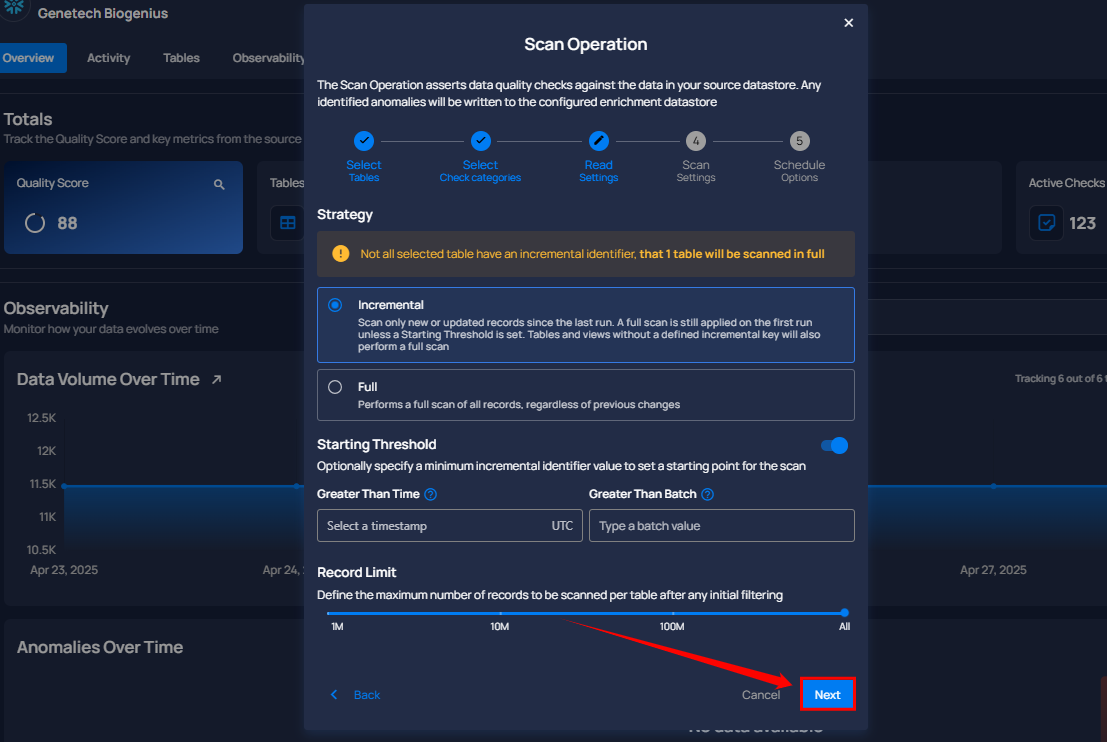 Genetech Biogenius
Overview
Activity
Tables
Observability
Totals
Track the Quality Score and key metrics from the source
Quality Score
88
Tables
Active Checks
123
Observability
Monitor how your data evolves over time
Data Volume Over Time
Tracking 6 out of 6
12.5K
12K
11.5K
11K
10.5K
Apr 23, 2025
Apr 24,
Apr 27, 2025
Anomalies Over Time
No data available
Scan Operation
The Scan Operation asserts data quality checks against the data in your source datastore. Any
identified anomalies will be written to the configured enrichment datastore
Select
Tables
Select
Check categories
Read
Settings
4
Scan
Settings
5
Schedule
Options
Strategy
Not all selected table have an incremental identifier, that 1 table will be scanned in full
Incremental
Scan only new or updated records since the last run. A full scan is still applied on the first run
unless a Starting Threshold is set. Tables and views without a defined incremental key will also
perform a full scan
Full
Performs a full scan of all records, regardless of previous changes
Starting Threshold
Optionally specify a minimum incremental identifier value to set a starting point for the scan
Greater Than Time
Greater Than Batch
Select a timestamp UTC
Type a batch value
Record Limit
Define the maximum number of records to be scanned per table after any initial filtering
1M
10M
100M
All
Back
Cancel
Next